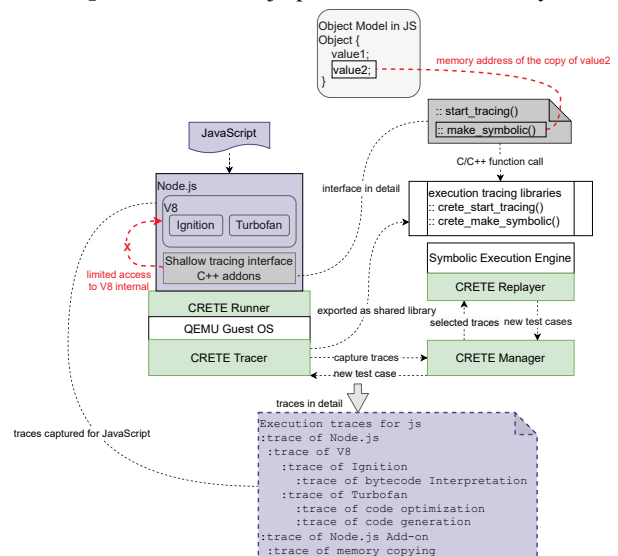 Object Model in JS
Object {
value1;
value2;
}
memory address of the copy of value2
:: start_tracing()
:: make_symbolic()
JavaScript
C/C++ function call
Node.js
V8
Ignition
Turbofan
interface in detail
execution tracing libraries
:: crete_start_tracing()
:: crete_make_symbolic()
X
Shallow tracing interface
C++ addons
limited access
to V8 internal
Symbolic Execution Engine
CRETE Replayer
CRETE Runner
exported as shared library
selected traces
new test cases
QEMU Guest OS
CRETE Tracer
capture traces
CRETE Manager
new test case
traces in detail
traces captured for JavaScript
Execution traces for js
:trace of Node.js
:trace of V8
:trace of Ignition
:trace of bytecode Interpretation
:trace of Turbofan
:trace of code optimization
:trace of code generation
:trace of Node.js Add-on
:trace of memory copying